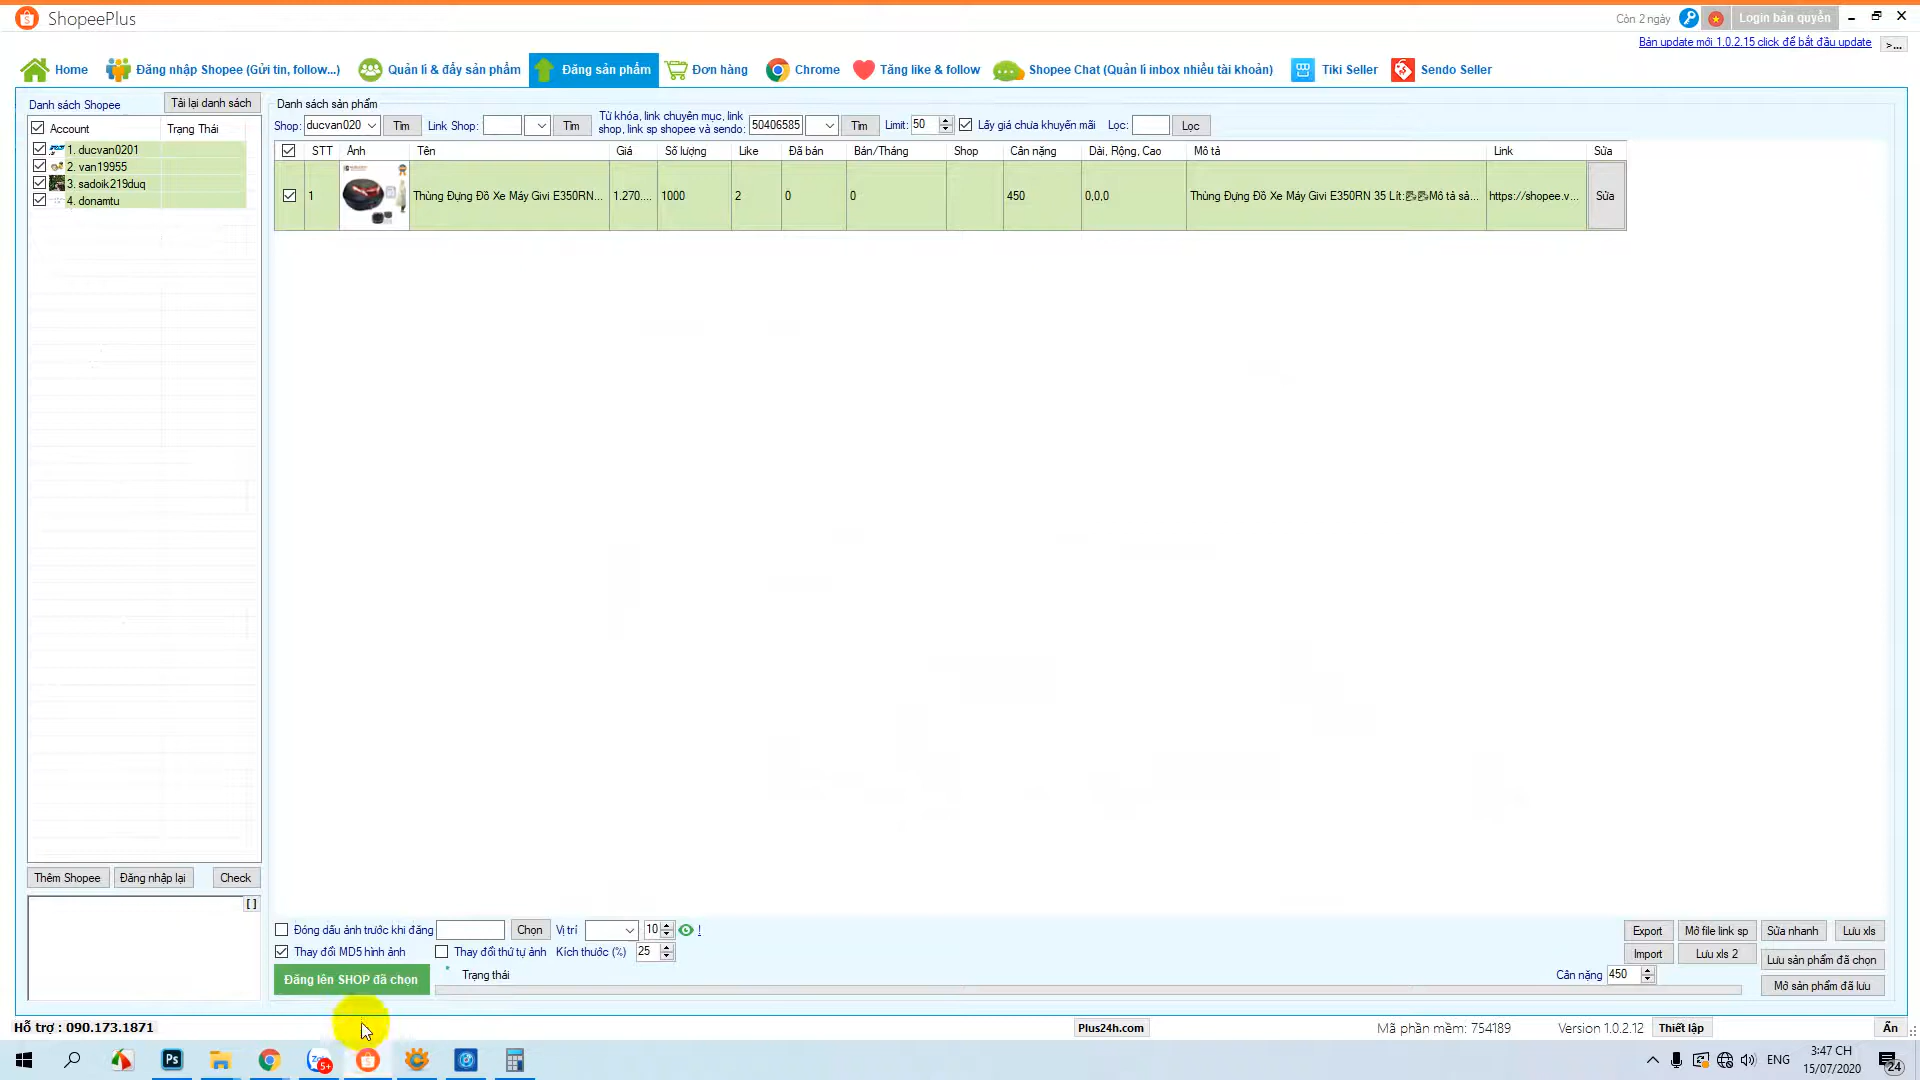 ShopeePlus
Còn 2 ngày
Login bản quyền
Bản update mới 1.0.2.15 click để bắt đầu update
>...
Home
Đăng nhập Shopee (Gửi tin, follow...)
Quản lí & đẩy sản phẩm
Đăng sản phẩm
Đơn hàng
Chrome
Tăng like & follow
Shopee Chat (Quản lí inbox nhiều tài khoản)
Tiki Seller
Sendo Seller
Danh sách Shopee
Tải lại danh sách
Account
Trạng Thái
1. ducvan0201
2. van19955
3. sadoik219duq
4. donamtu
Danh sách sản phẩm
Shop:
ducvan020
Tìm
Link Shop:
Tìm
Từ khóa, link chuyên mục, link
shop, link sp shopee và sendo:
50406585
Tìm
Limit:
50
Lấy giá chưa khuyến mãi
Lọc:
Lọc
STT
Ảnh
Tên
Giá
Số lượng
Like
Đã bán
Bán/Tháng
Shop
Cân nặng
Dài, Rộng, Cao
Mô tả
Link
Sửa
1
Thùng Đựng Đồ Xe Máy Givi E350RN...
1.270....
1000
2
0
0
450
0,0,0
Thùng Đựng Đồ Xe Máy Givi E350RN 35 Lít:
Mô tả sả...
https://shopee.v...
Sửa
Thêm Shopee
Đăng nhập lại
Check
[ ]
Đóng dấu ảnh trước khi đăng
Chọn
Vị trí
10
!
Thay đổi MD5 hình ảnh
Thay đổi thứ tự ảnh
Kích thước (%)
25
Đăng lên SHOP đã chọn
*
Trạng thái
Export
Mở file link sp
Sửa nhanh
Lưu xls
Import
Lưu xls 2
Lưu sản phẩm đã chọn
Cân nặng
450
Mở sản phẩm đã lưu
Hỗ trợ : 090.173.1871
Plus24h.com
Mã phần mềm: 754189
Version 1.0.2.12
Thiết lập
Ẩn
Ps
Zalo
5+
ENG
3:47 CH
15/07/2020
24